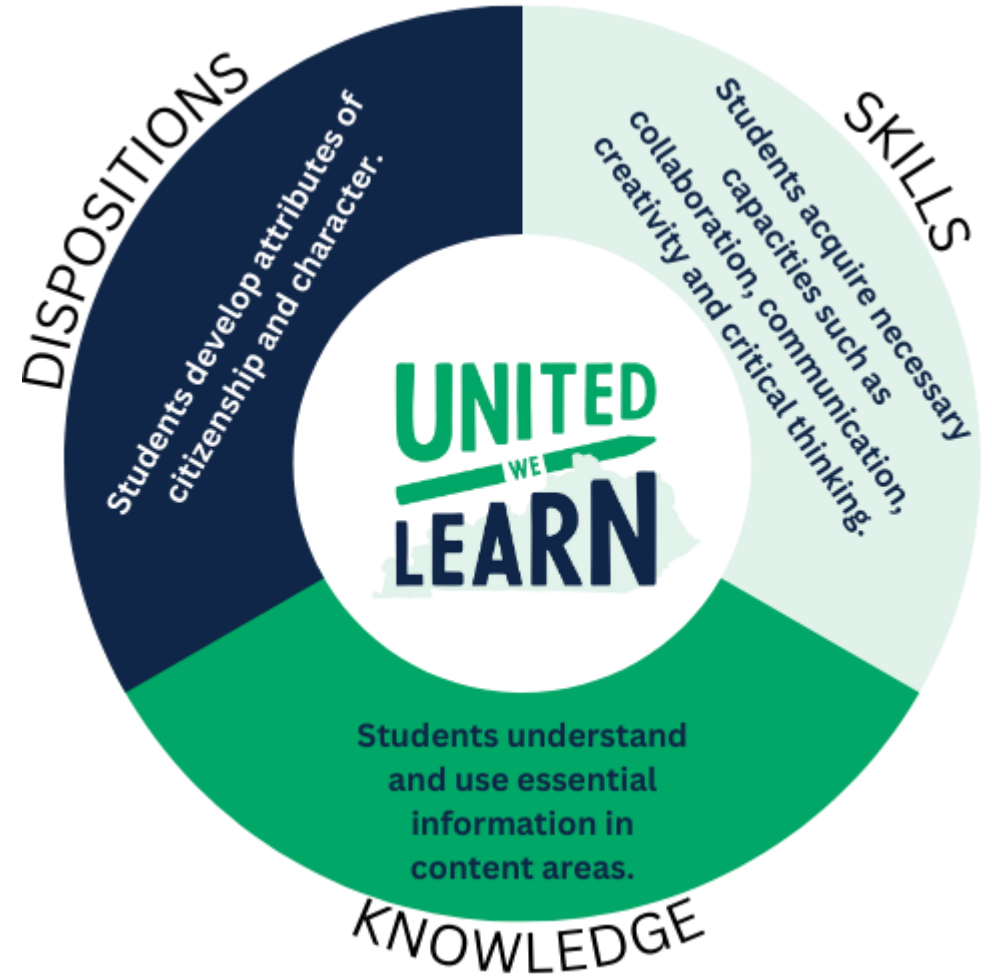 DISPOSITIONS
Students develop attributes of
citizenship and character.
SKILLS
Students acquire necessary
capacities such as
collaboration, communication,
creativity and critical thinking.
UNITED
WE
LEARN
Students understand
and use essential
information in
content areas.
KNOWLEDGE